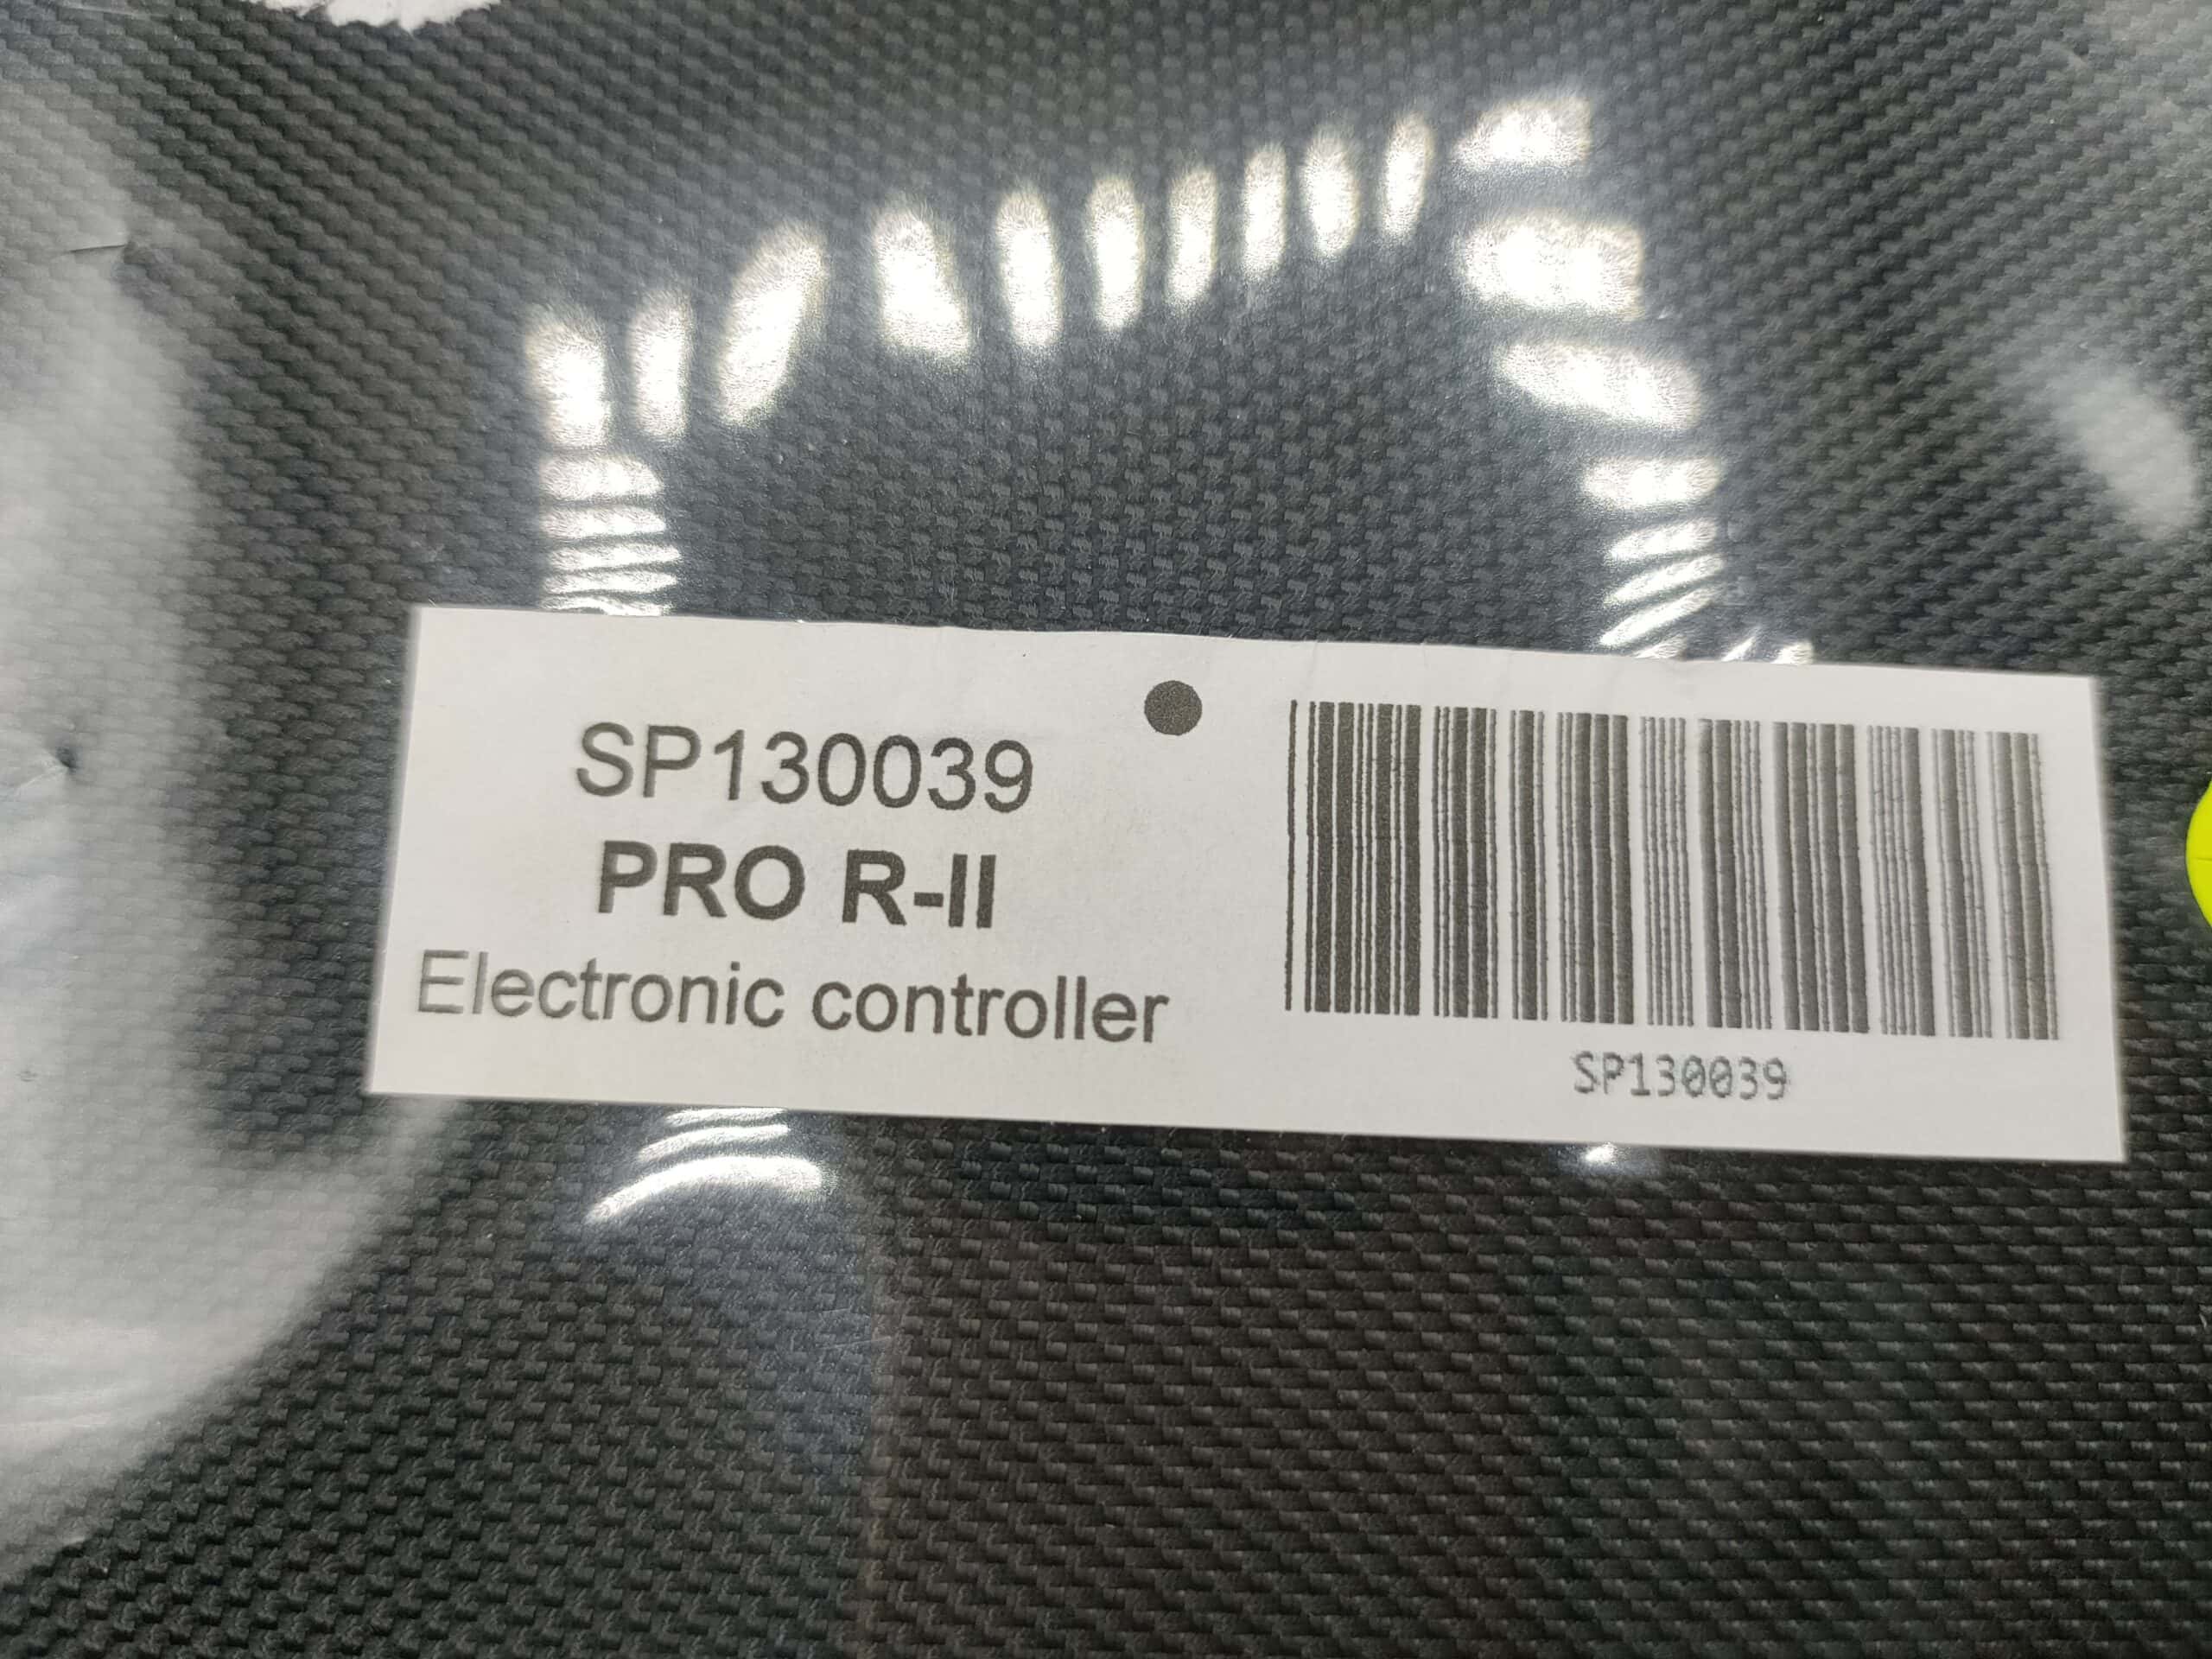 SP130039
PRO R-II
Electronic controller
SP130039